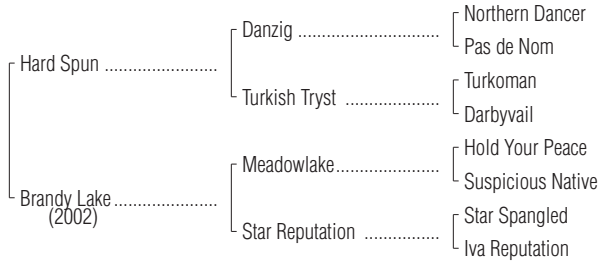 Northern Dancer
Danzig ........................................
Pas de Nom
Hard Spun ................................
Turkoman
Turkish Tryst ..........................
Darbyvail
Hold Your Peace
Meadowlake .............................
Suspicious Native
Brandy Lake .............................
(2002)
Star Spangled
Star Reputation .....................
Iva Reputation